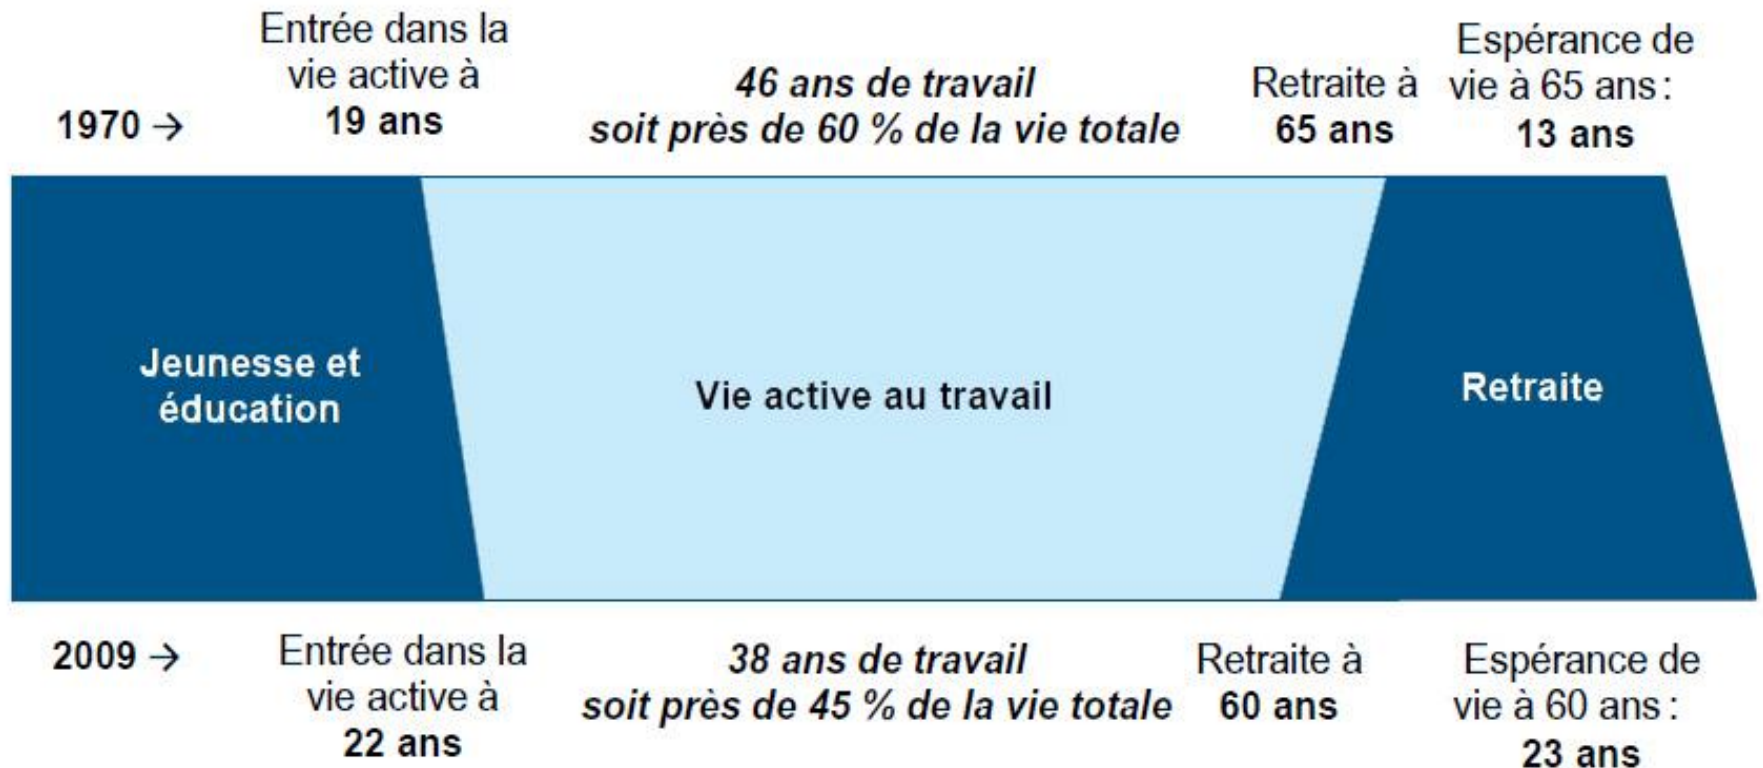 1970 →
Entrée dans la
vie active à
19 ans
46 ans de travail
soit près de 60 % de la vie totale
Retraite à
65 ans
Espérance de
vie à 65 ans :
13 ans
Jeunesse et
éducation
Vie active au travail
Retraite
2009 →
Entrée dans la
vie active à
22 ans
38 ans de travail
soit près de 45 % de la vie totale
Retraite à
60 ans
Espérance de
vie à 60 ans :
23 ans